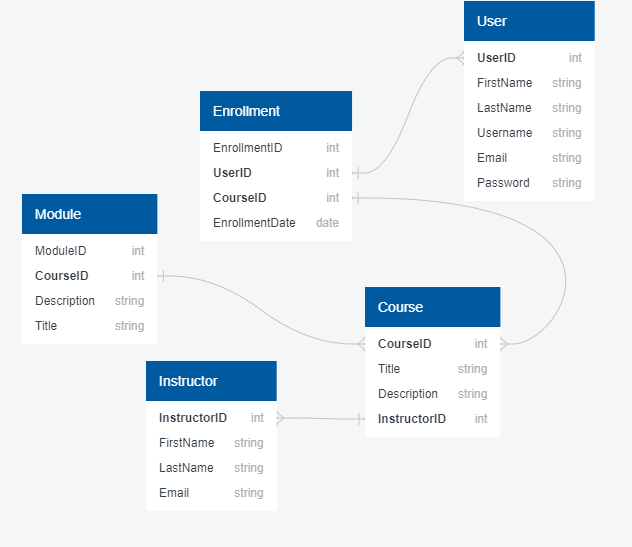 User
UserID int
FirstName string
LastName string
Username string
Email string
Password string
Enrollment
EnrollmentID int
UserID int
CourseID int
EnrollmentDate date
Module
ModuleID int
CourseID int
Description string
Title string
Course
CourseID int
Title string
Description string
InstructorID int
Instructor
InstructorID int
FirstName string
LastName string
Email string